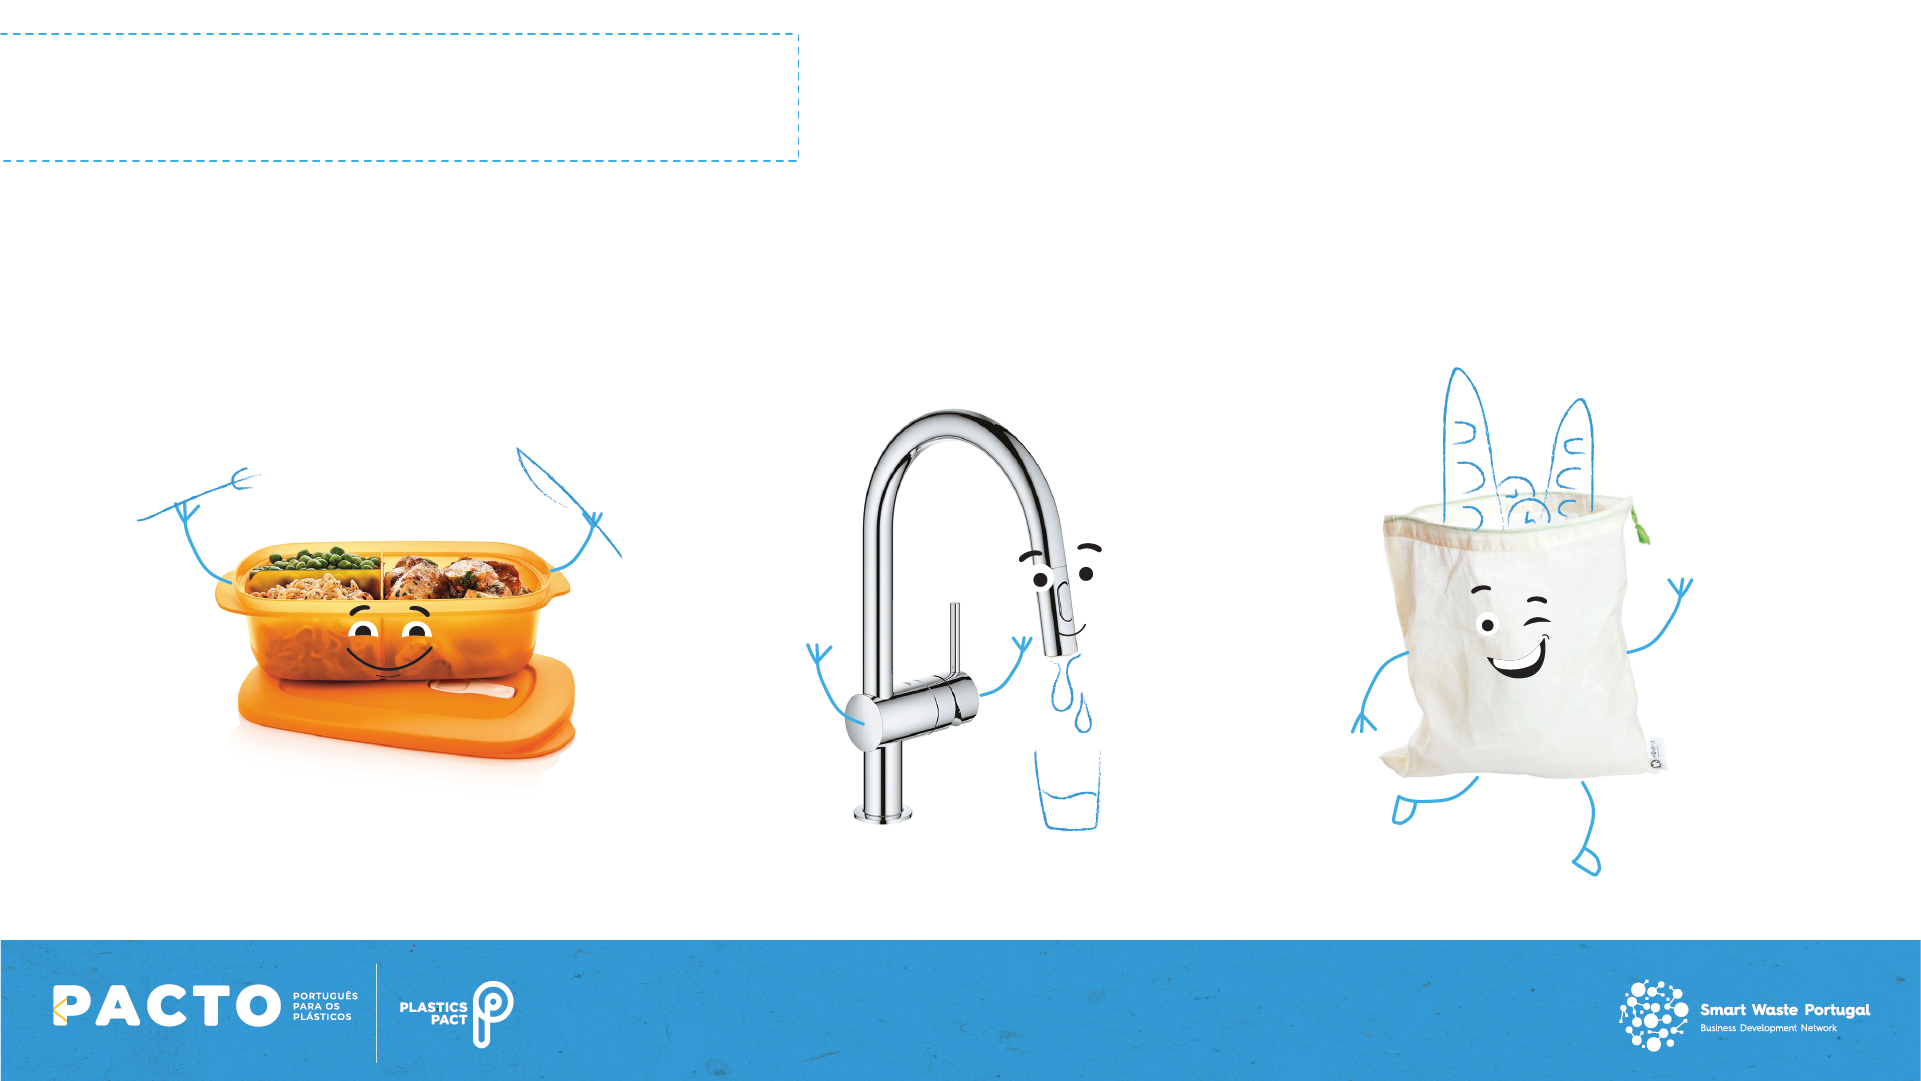 PACTO
PORTUGUÊS
PARA OS
PLÁSTICOS
PLASTICS
PACT
Smart Waste Portugal
Business Development Network